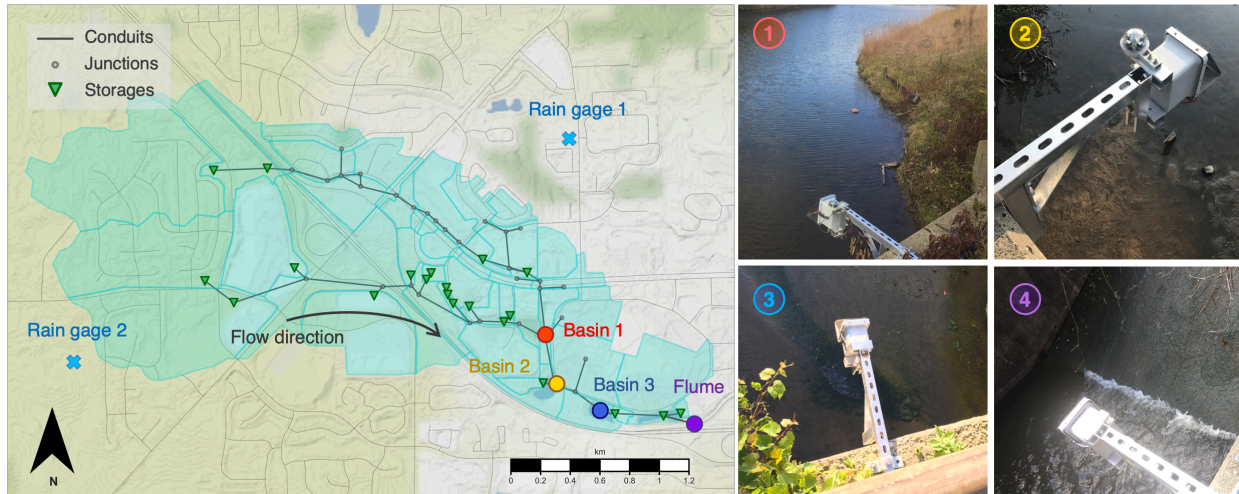 Conduits
Junctions
Storages
Rain gage 1
Rain gage 2
Flow direction
Basin 1
Basin 2
Basin 3
Flume
N
km
0 0.2 0.4 0.6 0.8 1 1.2
1
2
3
4